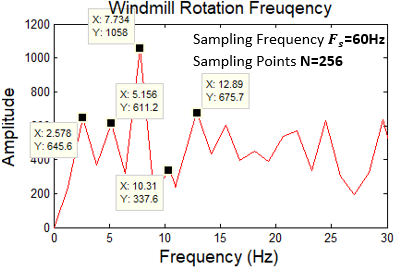 Windmill Rotation Freuqency
Sampling Frequency Fs=60Hz
Sampling Points N=256
X: 7.734
Y: 1058
X: 5.156
Y: 611.2
X: 12.89
Y: 675.7
X: 2.578
Y: 645.6
X: 10.31
Y: 337.6
Amplitude
1200
1000
800
600
400
200
0
0 5 10 15 20 25 30
Frequency (Hz)